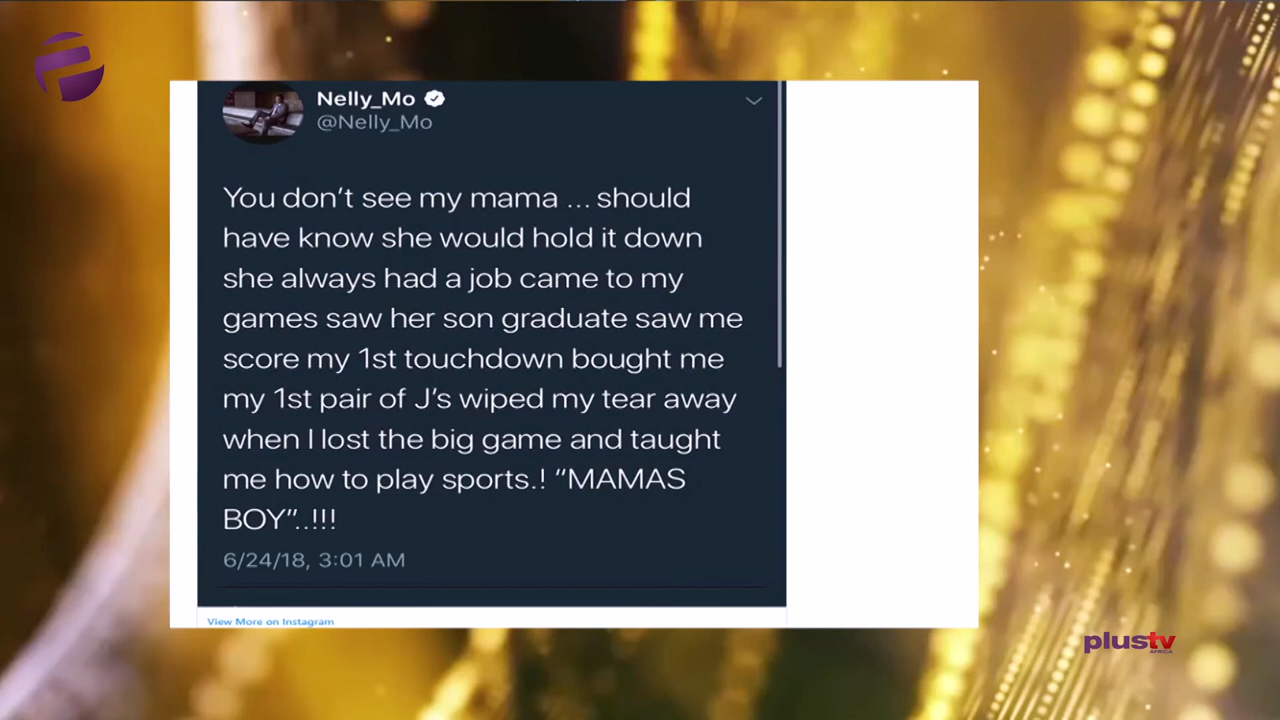 Nelly_Mo
@Nelly_Mo
You don't see my mama ... should
have know she would hold it down
she always had a job came to my
games saw her son graduate saw me
score my 1st touchdown bought me
my 1st pair of J's wiped my tear away
when I lost the big game and taught
me how to play sports.! “MAMAS
BOY”..!!!
6/24/18, 3:01 AM
View More on Instagram
plustv
AFRICA